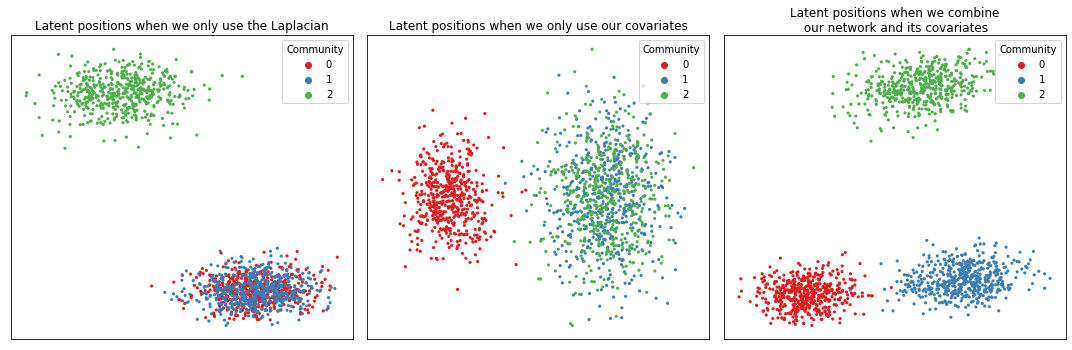 Latent positions when we only use the Laplacian
Community
0
1
2
Latent positions when we only use our covariates
Community
0
1
2
Latent positions when we combine
our network and its covariates
Community
0
1
2